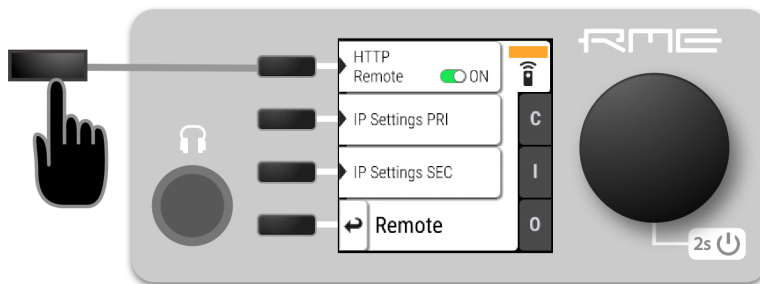 RME
HTTP
Remote ON
IP Settings PRI
C
IP Settings SEC
I
Remote
O
2s